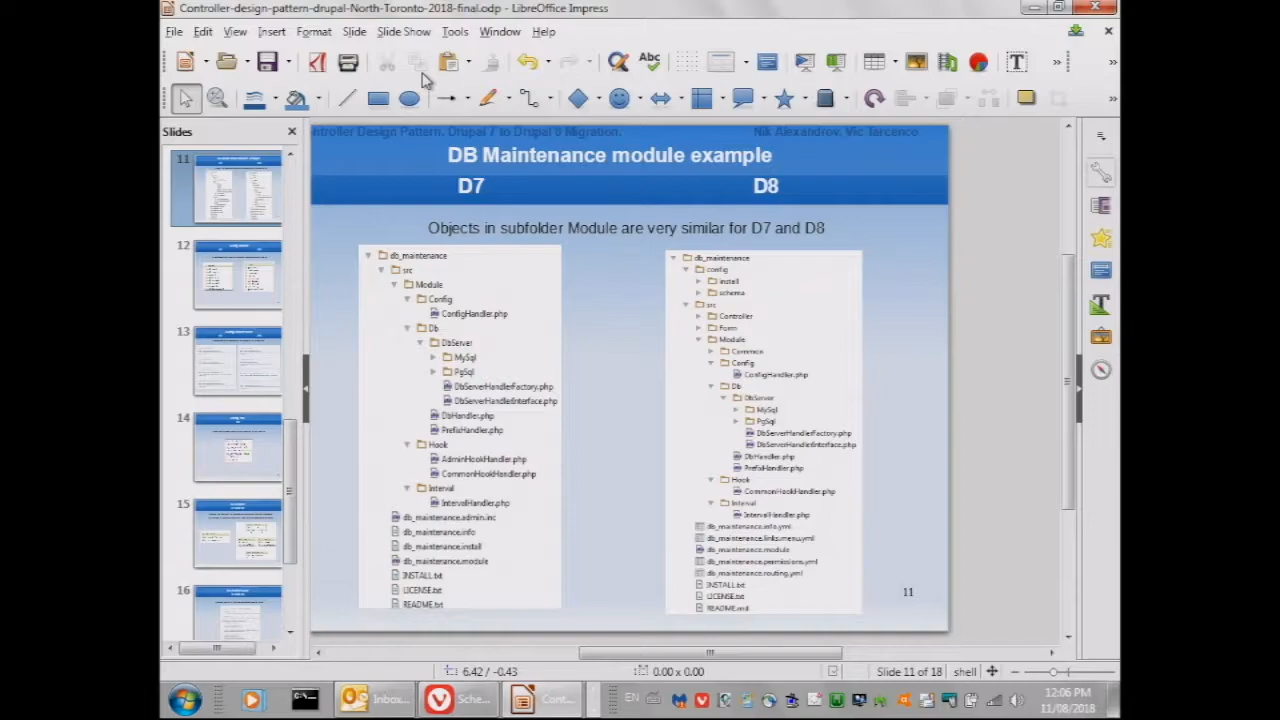 Controller-design-pattern-drupal-North-Toronto-2018-final.odp - LibreOffice Impress
File Edit View Insert Format Slide Slide Show Tools Window Help
Abc
T
Slides
11
12
13
14
15
16
ntroller Design Pattern. Drupal 7 to Drupal 8 Migration. Nik Alexandrov, Vic Tarcenco
DB Maintenance module example
D7 D8
Objects in subfolder Module are very similar for D7 and D8
db_maintenance
src
Module
Config
ConfigHandler.php
Db
DbServer
MySql
PgSql
DbServerHandlerFactory.php
DbServerHandlerInterface.php
DbHandler.php
PrefixHandler.php
Hook
AdminHookHandler.php
CommonHookHandler.php
Interval
IntervalHandler.php
db_maintenance.admin.inc
db_maintenance.info
db_maintenance.install
db_maintenance.module
INSTALL.txt
LICENSE.txt
README.txt
db_maintenance
config
install
schema
src
Controller
Form
Module
Common
Config
ConfigHandler.php
Db
DbServer
MySql
PgSql
DbServerHandlerFactory.php
DbServerHandlerInterface.php
DbHandler.php
PrefixHandler.php
Hook
CommonHookHandler.php
Interval
IntervalHandler.php
db_maintenance.info.yml
db_maintenance.links.menu.yml
db_maintenance.module
db_maintenance.permissions.yml
db_maintenance.routing.yml
INSTALL.txt
LICENSE.txt
README.md
11
6.42 / -0.43 0.00 x 0.00 Slide 11 of 18 shell
Inbox... Sche... Cont... EN 12:06 PM
11/08/2018